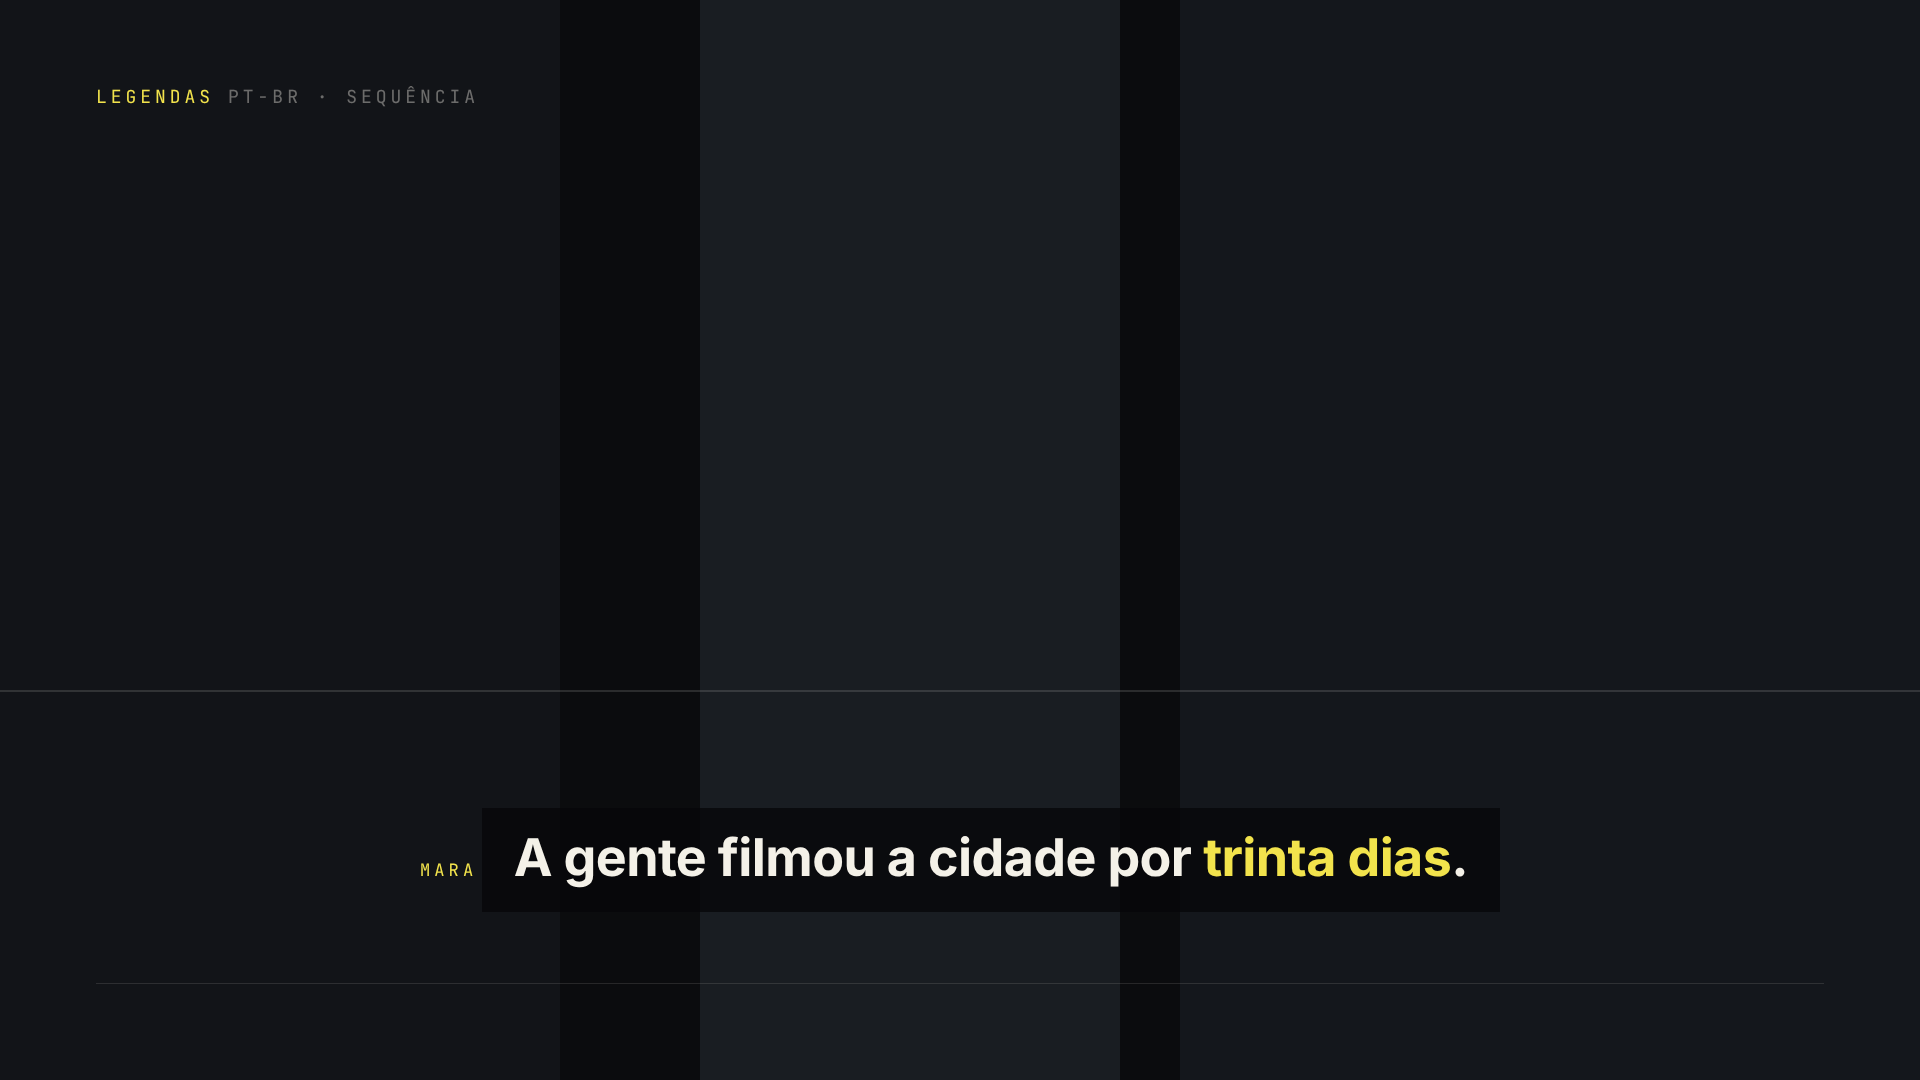 LEGENDAS PT-BR · SEQUÊNCIA
MARA
A gente filmou a cidade por trinta dias.